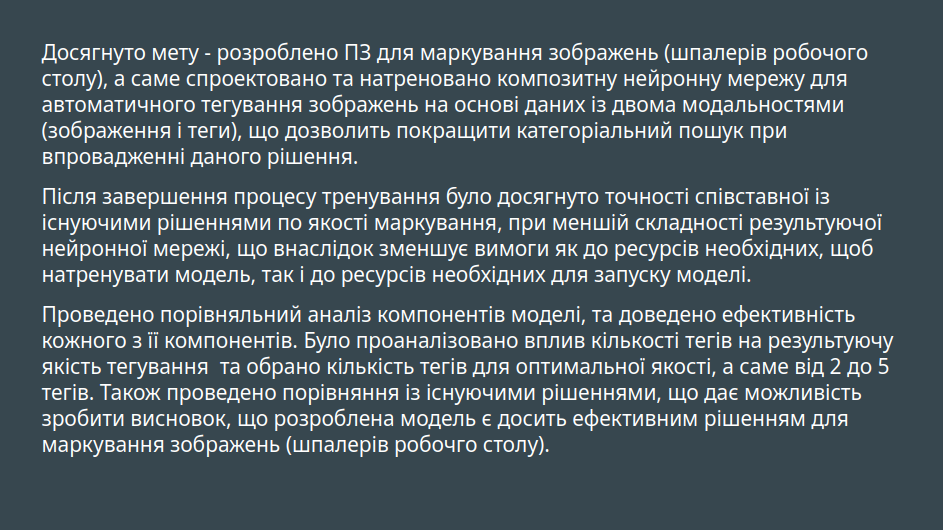 Досягнуто мету - розроблено ПЗ для маркування зображень (шпалерів робочого
столу), а саме спроектовано та натреновано композитну нейронну мережу для
автоматичного тегування зображень на основі даних із двома модальностями
(зображення і теги), що дозволить покращити категоріальний пошук при
впровадженні даного рішення.
Після завершення процесу тренування було досягнуто точності співставної із
існуючими рішеннями по якості маркування, при меншій складності результуючої
нейронної мережі, що внаслідок зменшує вимоги як до ресурсів необхідних, щоб
натренувати модель, так і до ресурсів необхідних для запуску моделі.
Проведено порівняльний аналіз компонентів моделі, та доведено ефективність
кожного з її компонентів. Було проаналізовано вплив кількості тегів на результуючу
якість тегування  та обрано кількість тегів для оптимальної якості, а саме від 2 до 5
тегів. Також проведено порівняння із існуючими рішеннями, що дає можливість
зробити висновок, що розроблена модель є досить ефективним рішенням для
маркування зображень (шпалерів робочго столу).